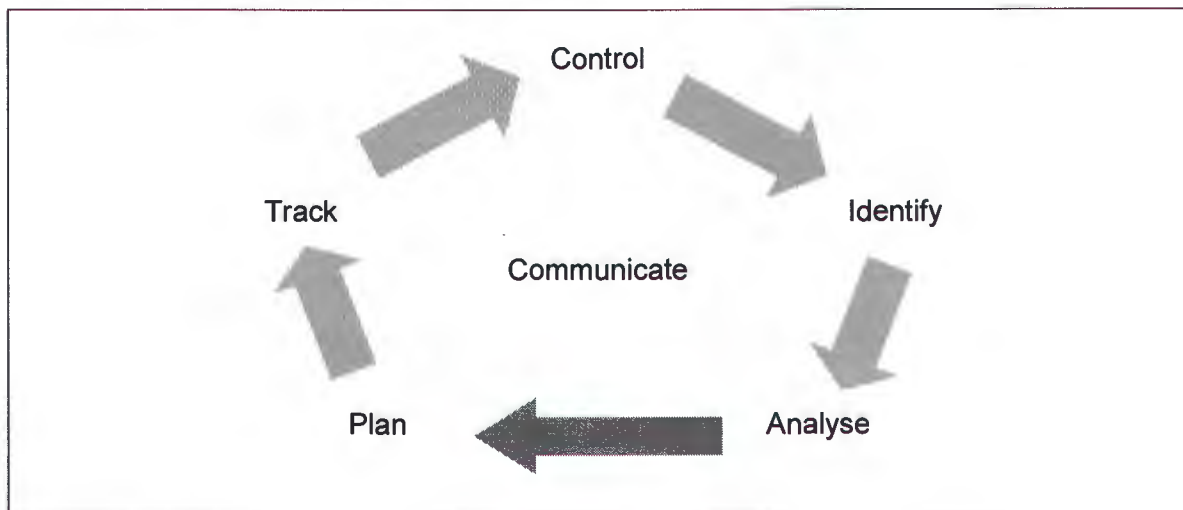 Control
Track
Identify
Communicate
Plan
Analyse